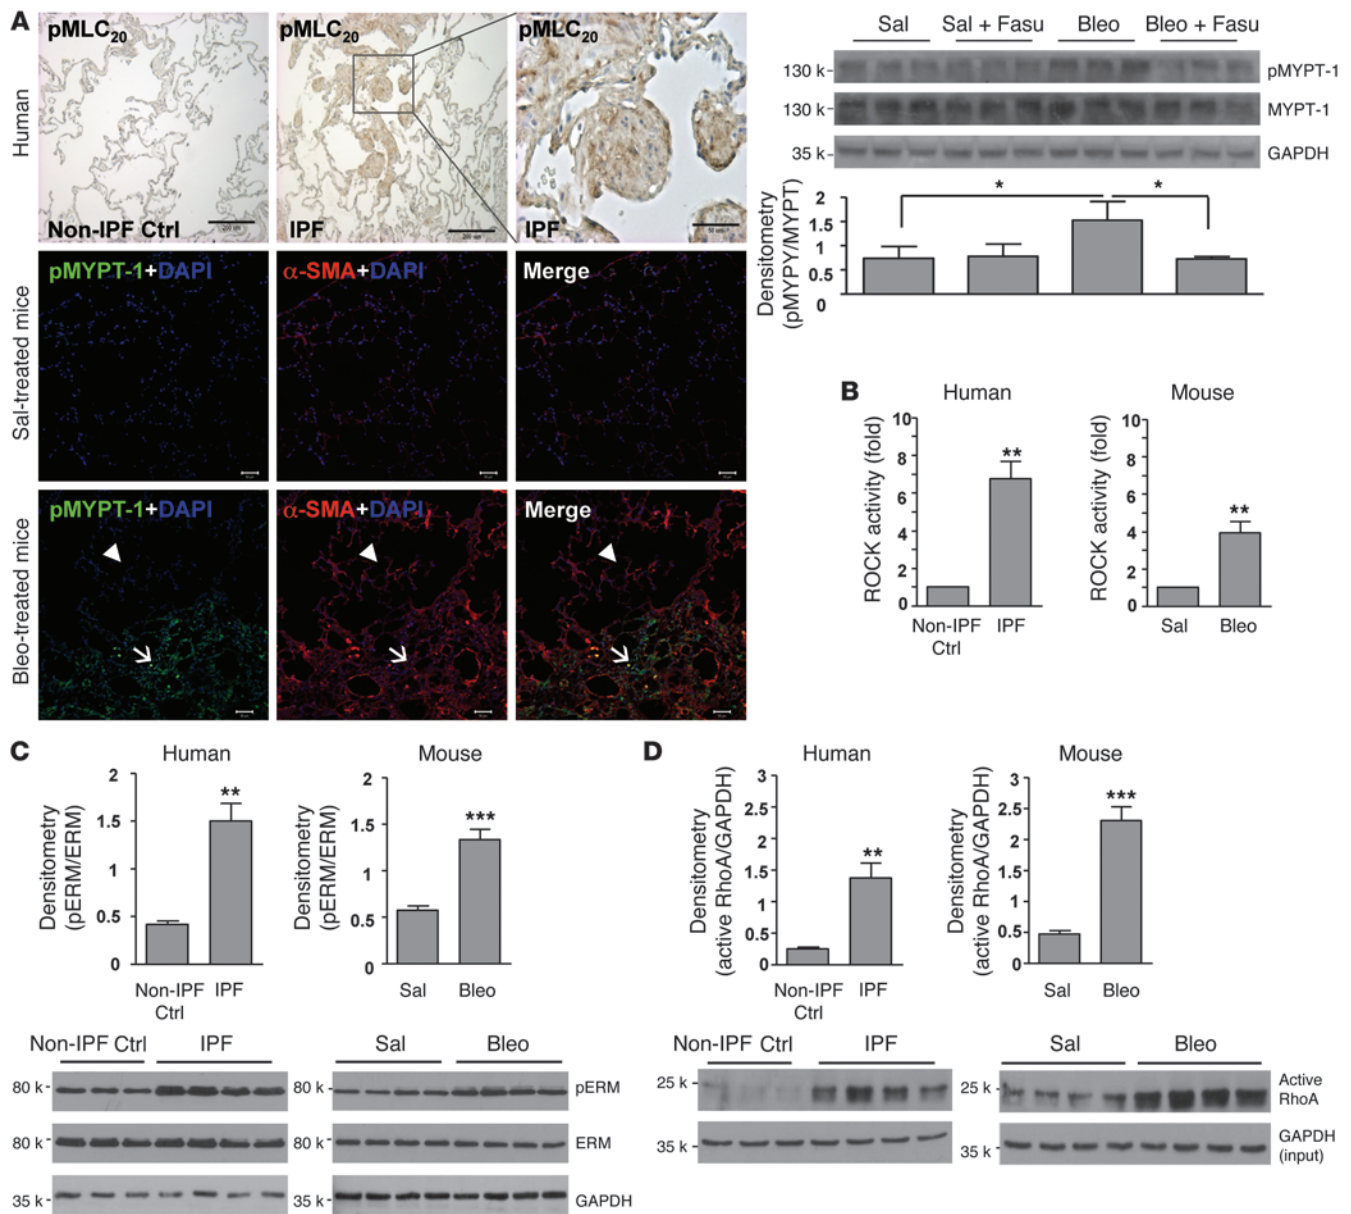 A
Human
pMLC20
Non-IPF Ctrl
pMLC20
IPF
200 um
pMLC20
IPF
Sal-treated mice
pMYPT-1+DAPI
α-SMA+DAPI
Merge
Bleo-treated mice
pMYPT-1+DAPI
α-SMA+DAPI
Merge
Sal Sal + Fasu Bleo Bleo + Fasu
130 k pMYPT-1
130 k MYPT-1
35 k GAPDH
Densitometry
(pMYPY/MYPT)
2
1.5
1
0.5
0
* *
B
Human
ROCK activity (fold)
10
8
6
4
2
0
**
Non-IPF Ctrl
IPF
Mouse
ROCK activity (fold)
10
8
6
4
2
0
**
Sal Bleo
C
Human
Densitometry
(pERM/ERM)
2
1.5
1
0.5
0
**
Non-IPF Ctrl
IPF
Mouse
Densitometry
(pERM/ERM)
2
1.5
1
0.5
0
***
Sal Bleo
Non-IPF Ctrl IPF Sal Bleo
80 k 80 k pERM
80 k 80 k ERM
35 k 35 k GAPDH
D
Human
Densitometry
(active RhoA/GAPDH)
3
2.5
2
1.5
1
0.5
0
**
Non-IPF Ctrl
IPF
Mouse
Densitometry
(active RhoA/GAPDH)
3
2.5
2
1.5
1
0.5
0
***
Sal Bleo
Non-IPF Ctrl IPF Sal Bleo
25 k 25 k Active RhoA
35 k 35 k GAPDH (input)